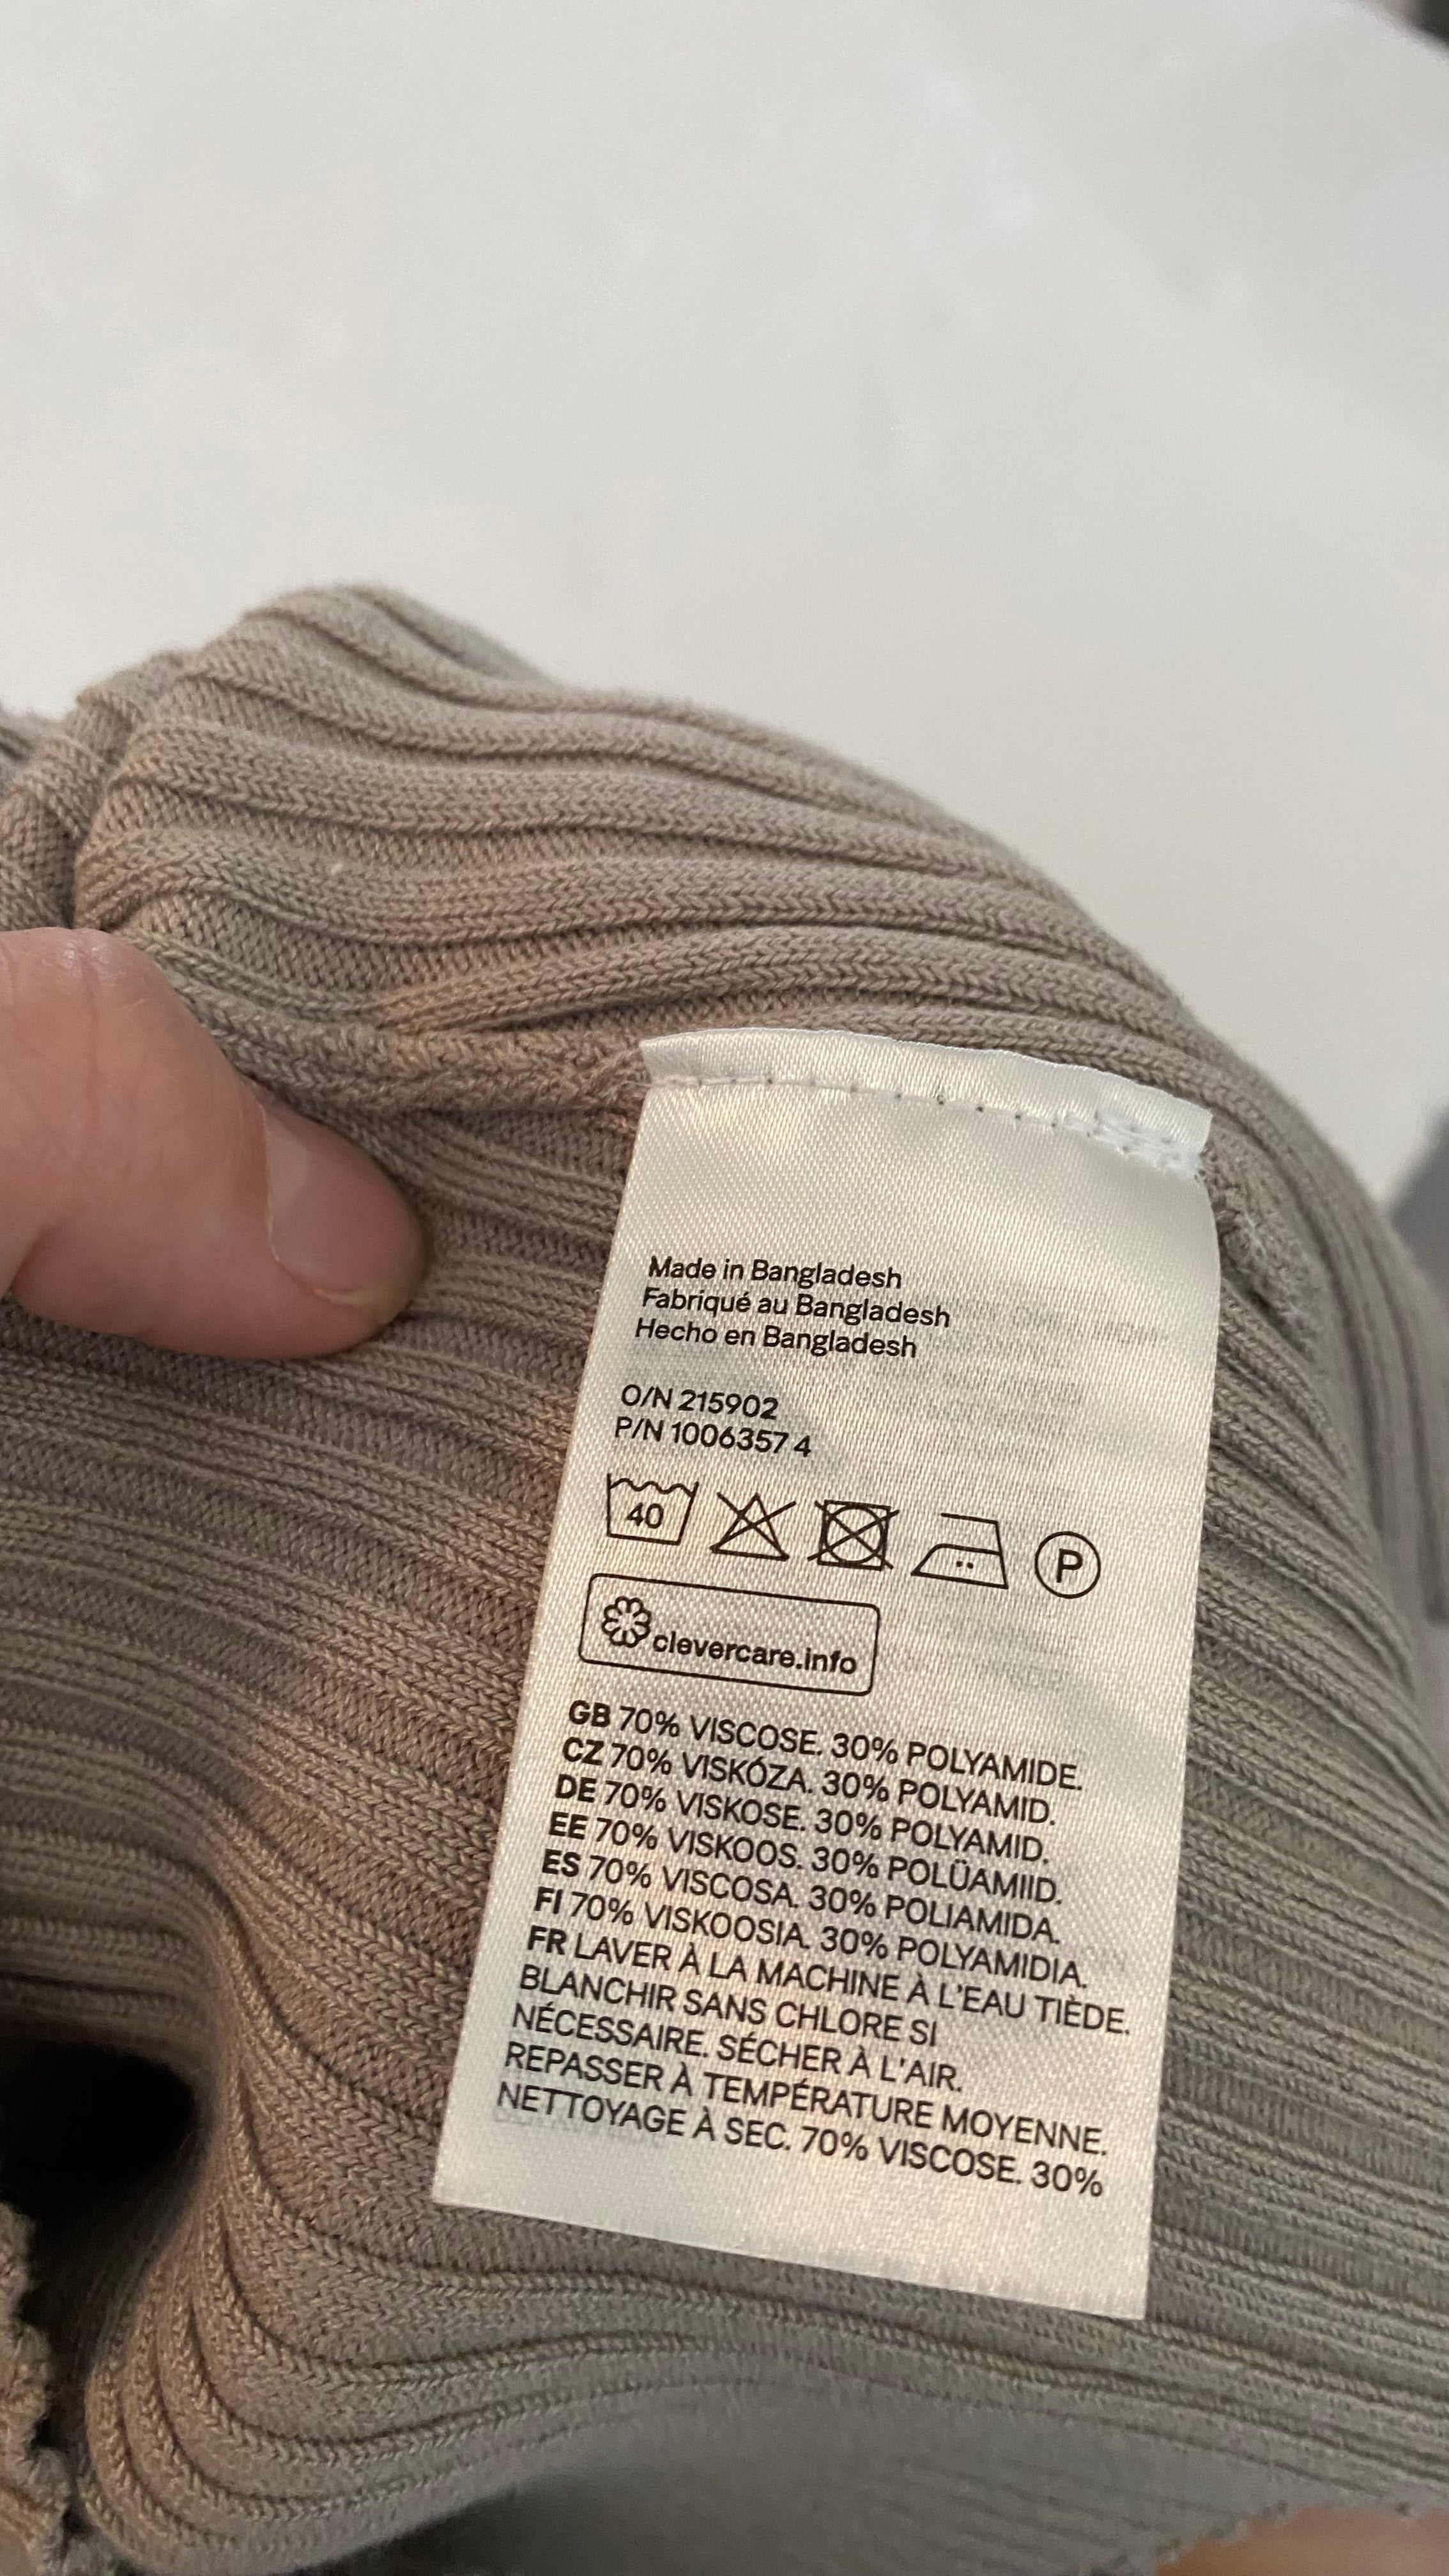 Made in Bangladesh
Fabriqué au Bangladesh
Hecho en Bangladesh
O/N 215902
P/N 1006357 4
40
P
clevercare.info
GB 70% VISCOSE. 30% POLYAMIDE.
CZ 70% VISKÓZA. 30% POLYAMID.
DE 70% VISKOSE. 30% POLYAMID.
EE 70% VISKOOS. 30% POLÜAMIID.
ES 70% VISCOSA. 30% POLIAMIDA.
FI 70% VISKOOSIA. 30% POLYAMIDIA.
FR LAVER À LA MACHINE À L'EAU TIÈDE.
BLANCHIR SANS CHLORE SI
NÉCESSAIRE. SÉCHER À L'AIR.
REPASSER À TEMPÉRATURE MOYENNE.
NETTOYAGE À SEC. 70% VISCOSE. 30%